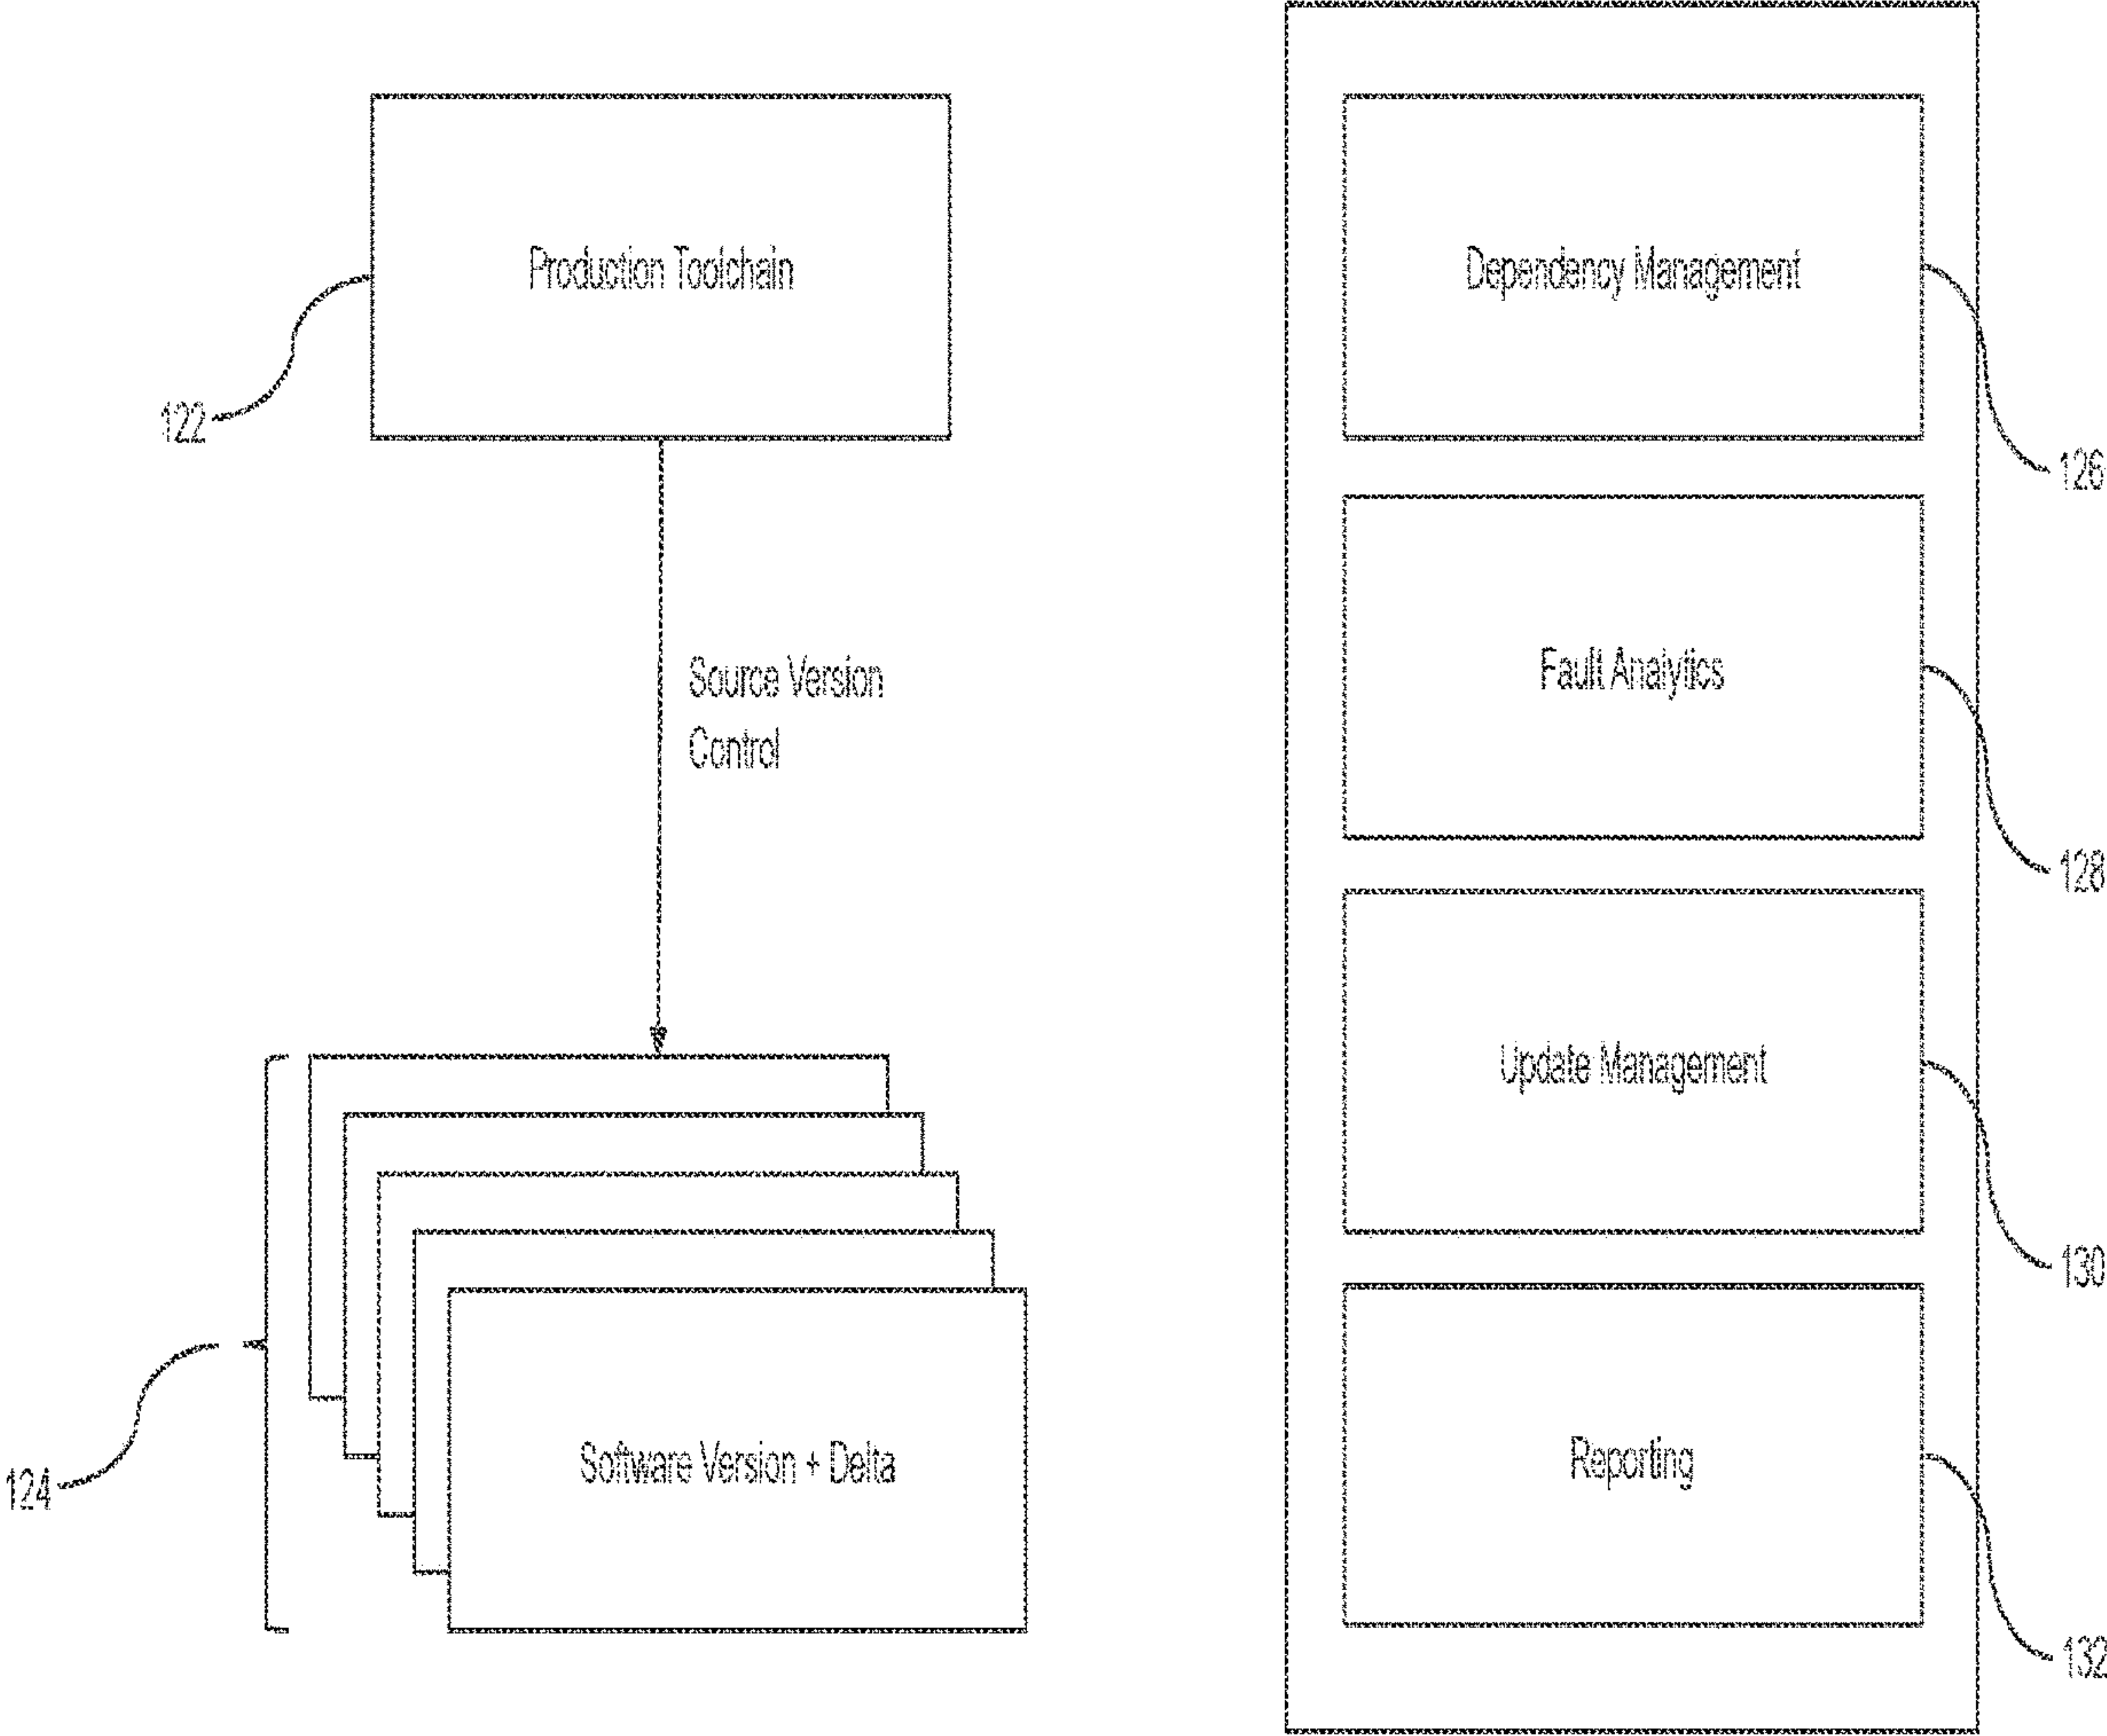 Production Toolchain
122
Source Version
Control
Software Version + Delta
124
Dependency Management
126
Fault Analytics
128
Update Management
130
Reporting
132